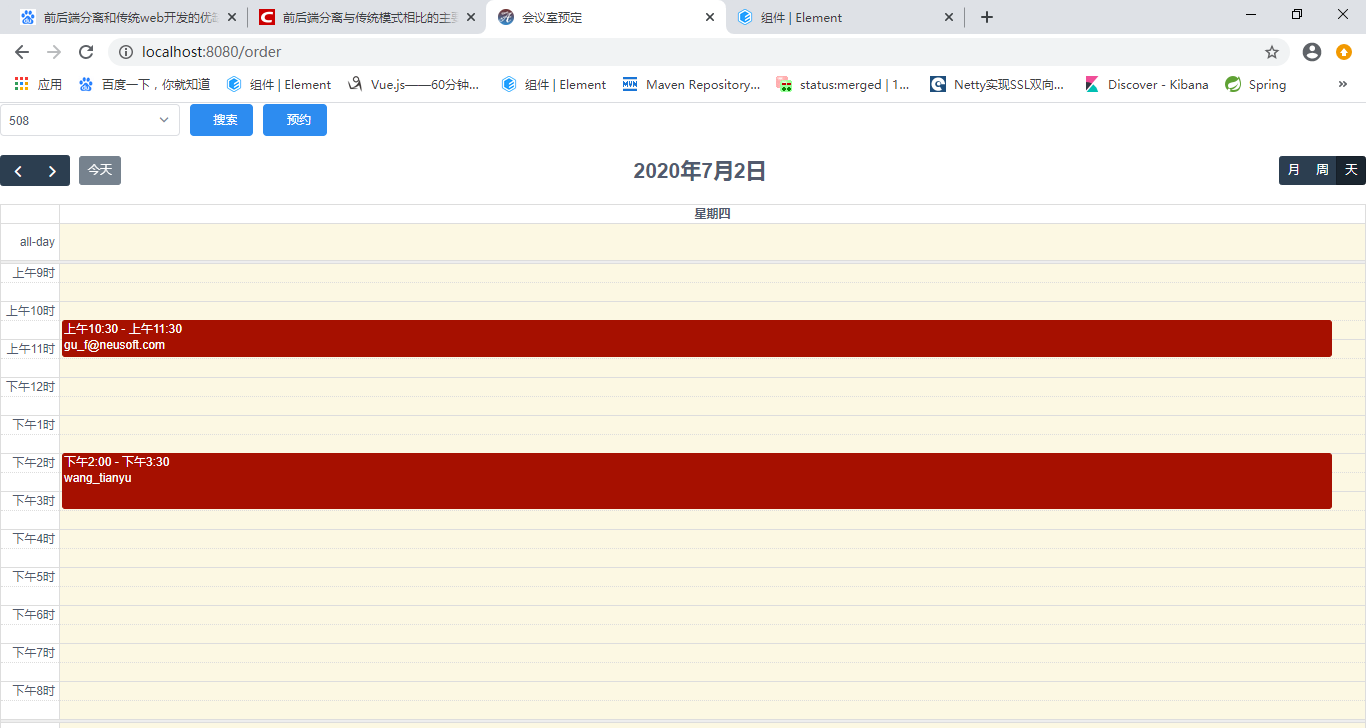 前后端分离和传统web开发的优
前后端分离与传统模式相比的主
会议室预定
组件 | Element
localhost:8080/order
应用
百度一下，你就知道
组件 | Element
Vue.js——60分钟...
组件 | Element
Maven Repository...
status:merged | 1...
Netty实现SSL双向...
Discover - Kibana
Spring
»
508
搜索
预约
今天
2020年7月2日
月 周 天
星期四
all-day
上午9时
上午10时
上午10:30 - 上午11:30
gu_f@neusoft.com
上午11时
下午12时
下午1时
下午2时
下午2:00 - 下午3:30
wang_tianyu
下午3时
下午4时
下午5时
下午6时
下午7时
下午8时